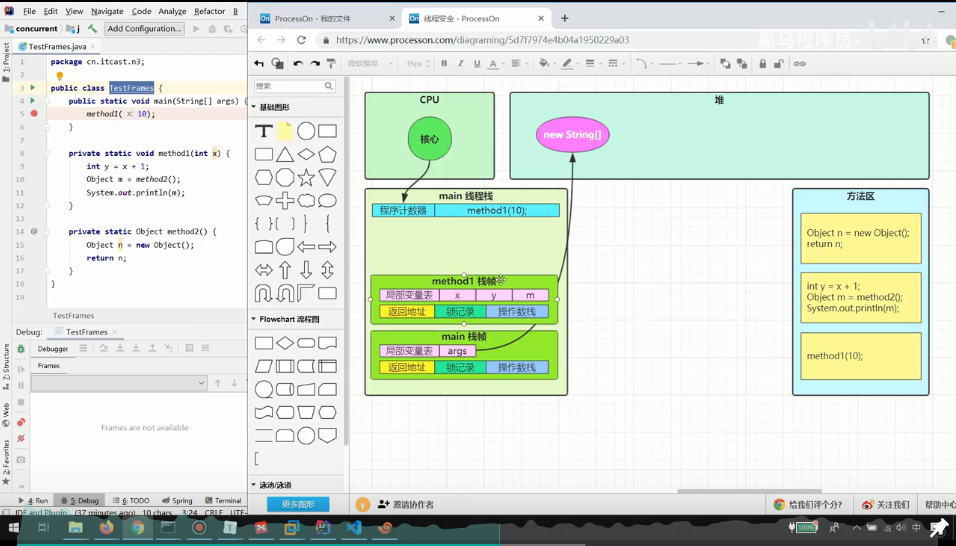 File Edit View Navigate Code Analyze Refactor B
concurrent
Add Configuration...
TestFrames.java
1 package cn.itcast.n3;
2
3 public class TestFrames {
4 public static void main(String[] args) {
5 method1( x: 10);
6 }
7
8 private static void method1(int x) {
9 int y = x + 1;
10 Object m = method2();
11 System.out.println(m);
12 }
13
14 private static Object method2() {
15 Object n = new Object();
16 return n;
17 }
18
19
TestFrames
Debug: TestFrames
Debugger
Frames
Frames are not available
1: Project
7: Structure
Web
2: Favorites
4: Run 5: Debug 6: TODO Spring Terminal
IDE and Plugin... (37 minutes ago) 10 chars 3:24 CRLF
ProcessOn - 我的文件
线程安全 - ProcessOn
https://www.processon.com/diagraming/5d7f7974e4b04a1950229a03
黑马程序员-
微软雅黑 15px
搜索
基础图形
Flowchart 流程图
泳池/泳道
更多图形
CPU
核心
堆
new String[]
main 线程栈
程序计数器 method1(10);
method1 栈帧
局部变量表 x y m
返回地址 锁记录 操作数栈
main 栈帧
局部变量表 args
返回地址 锁记录 操作数栈
方法区
Object n = new Object();
return n;
int y = x + 1;
Object m = method2();
System.out.println(m);
method1(10);
邀请协作者
给我们评个分?
关注我们
帮助中心
100%
中